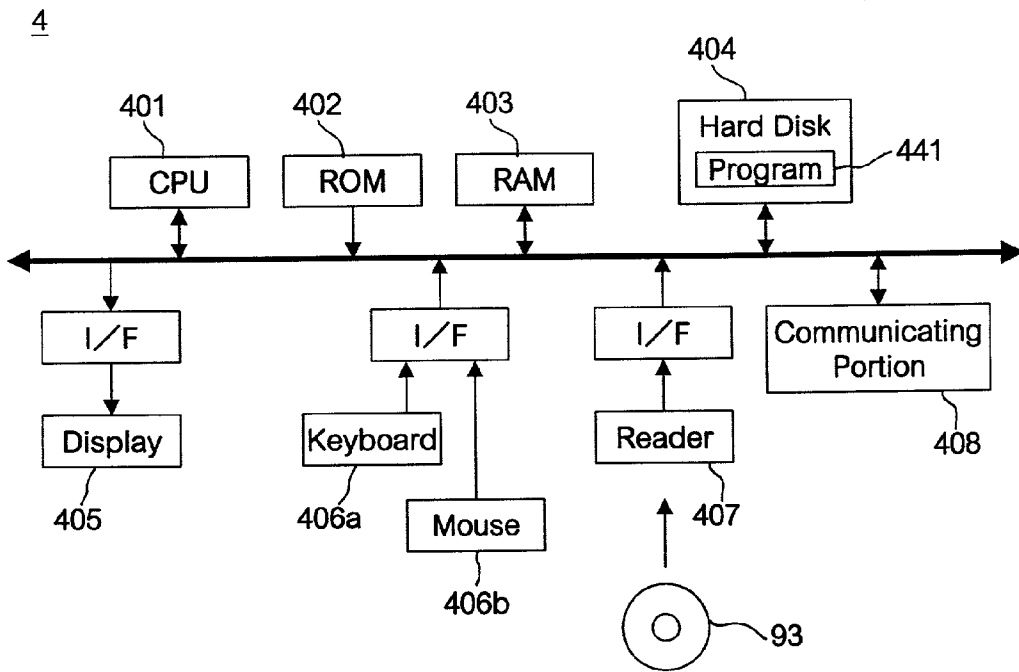 4
401
402
403
404
CPU
ROM
RAM
Hard Disk
Program
441
I/F
I/F
I/F
Communicating
Portion
408
Display
405
Keyboard
406a
Mouse
406b
Reader
407
93